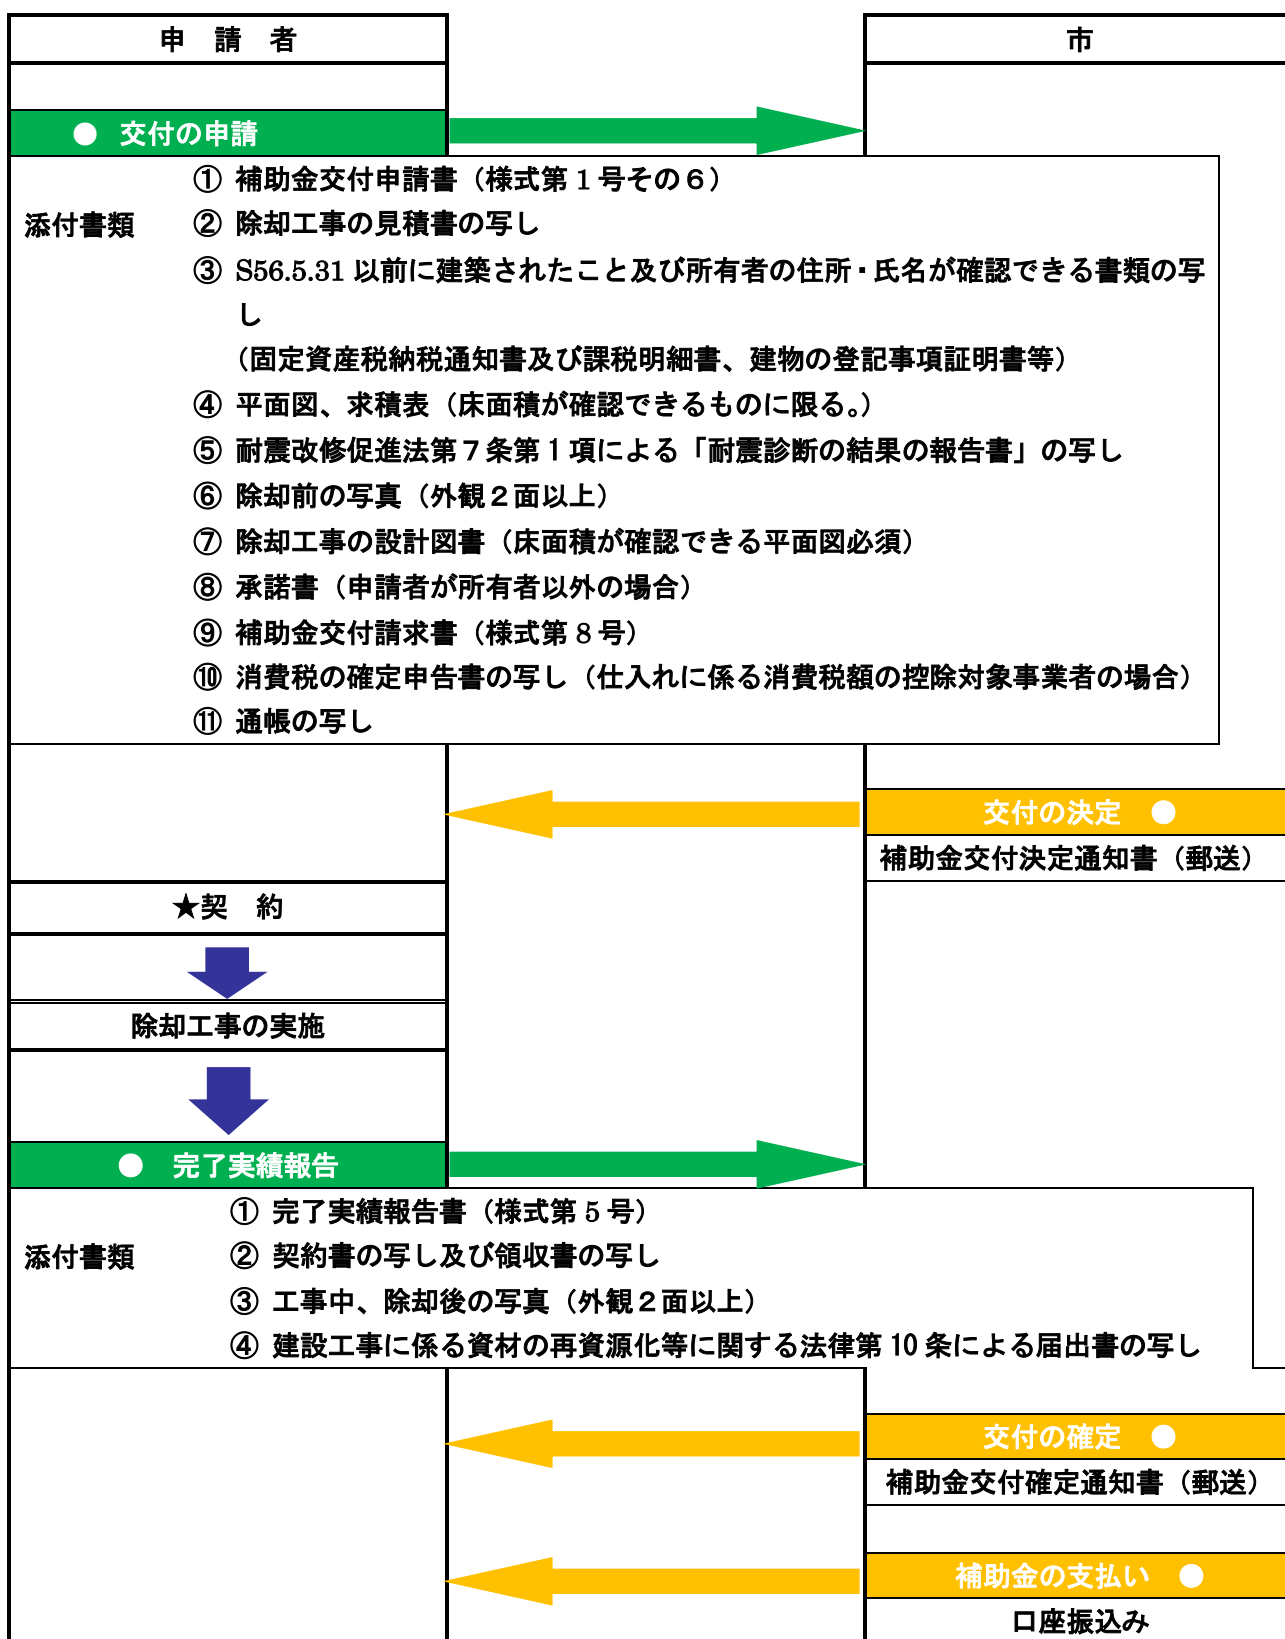 申　請　者
市
● 交付の申請
① 補助金交付申請書（様式第１号その６）
添付書類
② 除却工事の見積書の写し
③ S56.5.31 以前に建築されたこと及び所有者の住所・氏名が確認できる書類の写
し
（固定資産税納税通知書及び課税明細書、建物の登記事項証明書等）
④ 平面図、求積表（床面積が確認できるものに限る。）
⑤ 耐震改修促進法第７条第１項による「耐震診断の結果の報告書」の写し
⑥ 除却前の写真（外観２面以上）
⑦ 除却工事の設計図書（床面積が確認できる平面図必須）
⑧ 承諾書（申請者が所有者以外の場合）
⑨ 補助金交付請求書（様式第８号）
⑩ 消費税の確定申告書の写し（仕入れに係る消費税額の控除対象事業者の場合）
⑪ 通帳の写し
交付の決定 ●
補助金交付決定通知書（郵送）
★契　約
除却工事の実施
● 完了実績報告
① 完了実績報告書（様式第５号）
添付書類
② 契約書の写し及び領収書の写し
③ 工事中、除却後の写真（外観２面以上）
④ 建設工事に係る資材の再資源化等に関する法律第 10 条による届出書の写し
交付の確定 ●
補助金交付確定通知書（郵送）
補助金の支払い ●
口座振込み